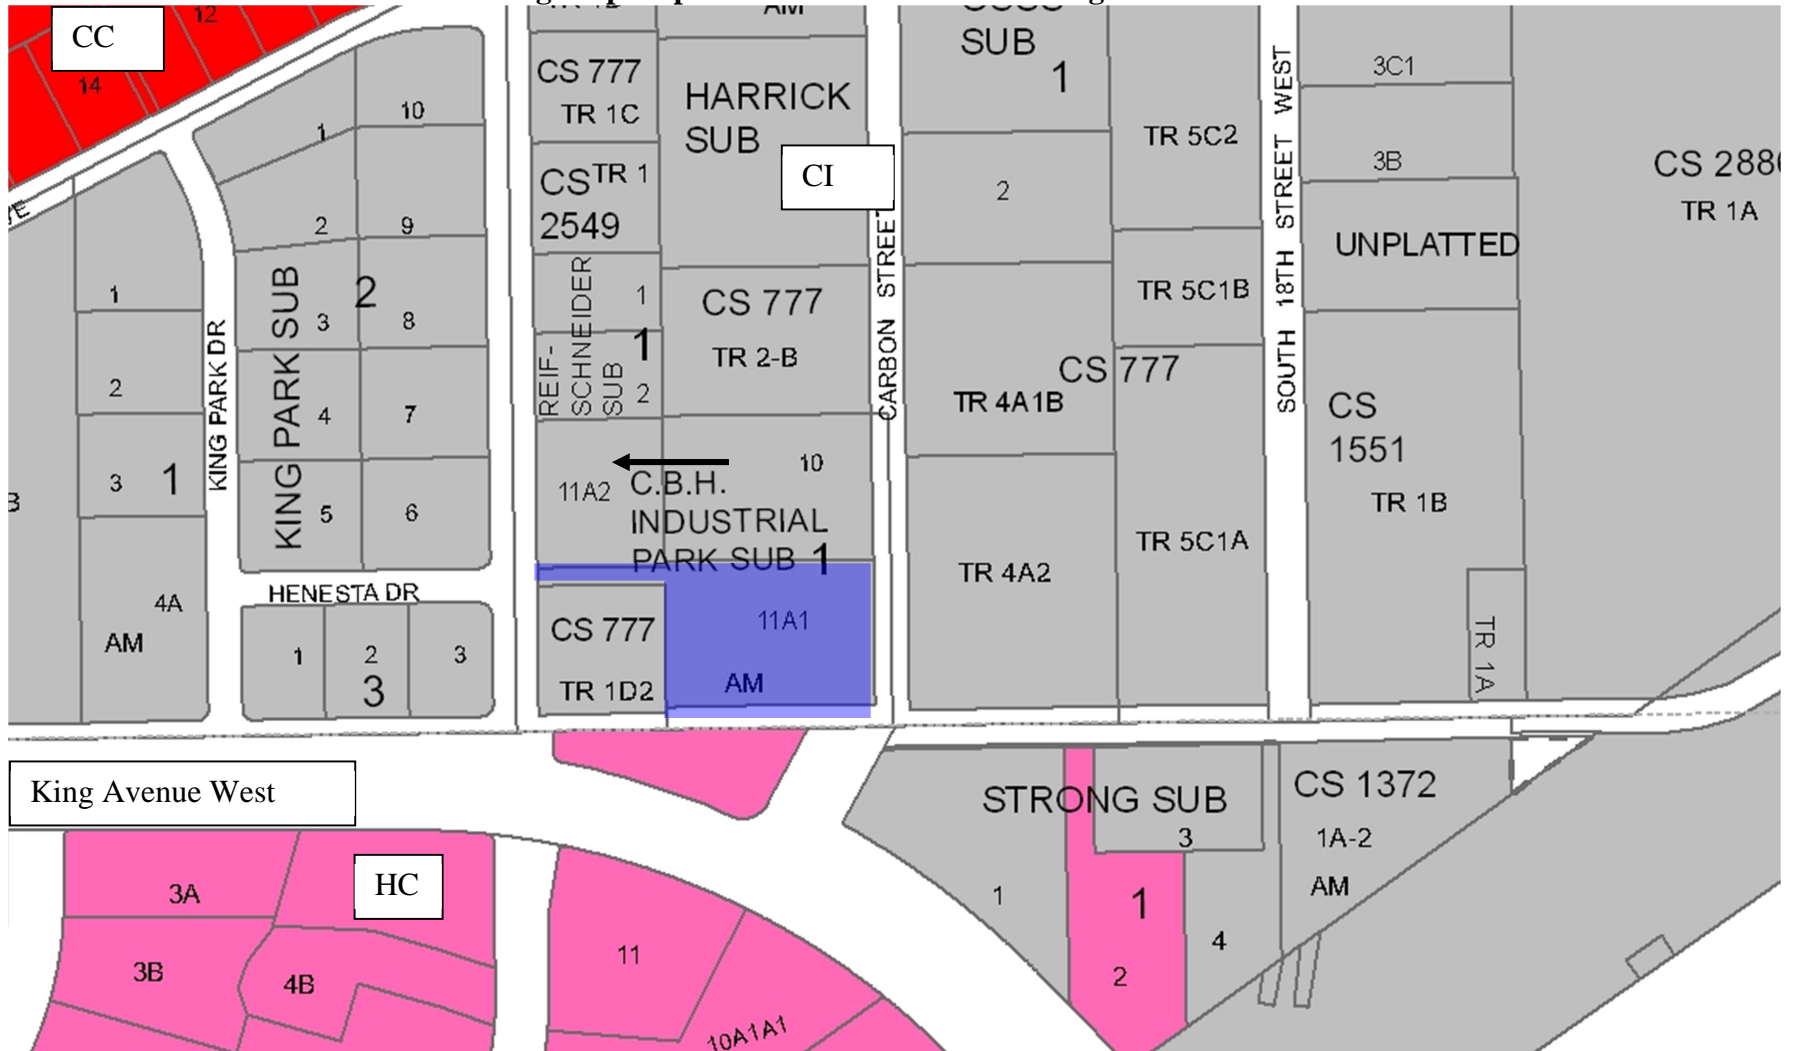 12
AM
CC
14
SUB
1
CS 777
TR 1C
HARRICK
SUB
3C1
10
1
TR 5C2
SOUTH 18TH STREET WEST
3B
CS TR 1
2549
CI
2
CS 288
TR 1A
2
9
UNPLATTED
1
KING PARK SUB
2
3
8
REIF-
SCHNEIDER
SUB
1
1
2
CS 777
TR 2-B
CARBON STREET
TR 5C1B
CS 777
TR 4A1B
2
KING PARK DR
4
7
CS
1551
TR 1B
3
1
5
6
11A2
10
C.B.H.
INDUSTRIAL
PARK SUB 1
TR 5C1A
TR 4A2
HENESTA DR
4A
AM
1
2
3
3
CS 777
TR 1D2
11A1
AM
TR 1A
King Avenue West
STRONG SUB
3
CS 1372
1A-2
AM
3A
HC
1
1
2
4
3B
4B
11
10A1A1